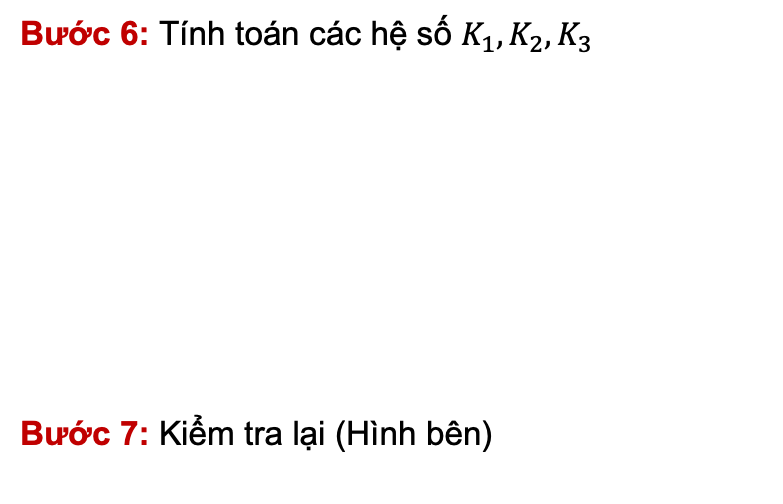 Bước 6: Tính toán các hệ số K₁, K₂, K₃
Bước 7: Kiểm tra lại (Hình bên)